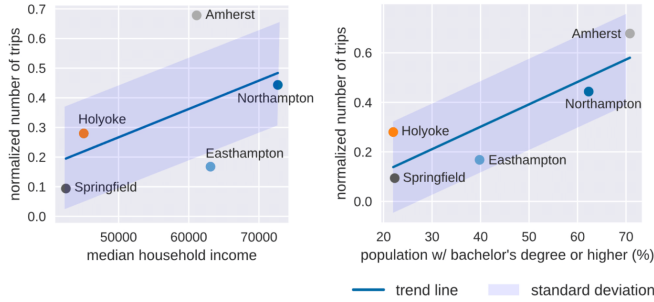 normalized number of trips
0.7
0.6
0.5
0.4
0.3
0.2
0.1
0.0
Amherst
Northampton
Holyoke
Easthampton
Springfield
50000 60000 70000
median household income
normalized number of trips
0.6
0.4
0.2
0.0
Amherst
Northampton
Holyoke
Easthampton
Springfield
20 30 40 50 60 70
population w/ bachelor's degree or higher (%)
trend line standard deviation